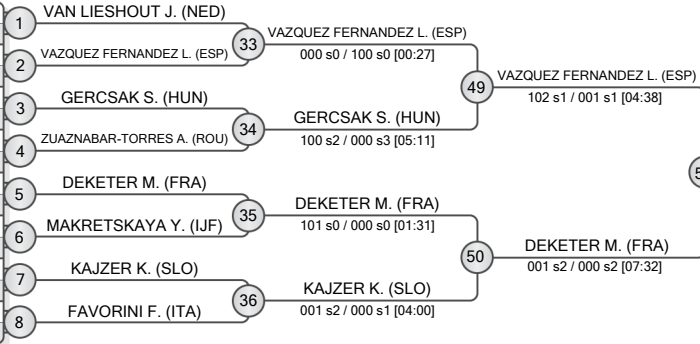 1 VAN LIESHOUT J. (NED)
2 VAZQUEZ FERNANDEZ L. (ESP)
33 VAZQUEZ FERNANDEZ L. (ESP)
000 s0 / 100 s0 [00:27]
3 GERCSAK S. (HUN)
4 ZUAZNABAR-TORRES A. (ROU)
34 GERCSAK S. (HUN)
100 s2 / 000 s3 [05:11]
49 VAZQUEZ FERNANDEZ L. (ESP)
102 s1 / 001 s1 [04:38]
5 DEKETER M. (FRA)
6 MAKRETSKAYA Y. (IJF)
35 DEKETER M. (FRA)
101 s0 / 000 s0 [01:31]
7 KAJZER K. (SLO)
8 FAVORINI F. (ITA)
36 KAJZER K. (SLO)
001 s2 / 000 s1 [04:00]
50 DEKETER M. (FRA)
001 s2 / 000 s2 [07:32]